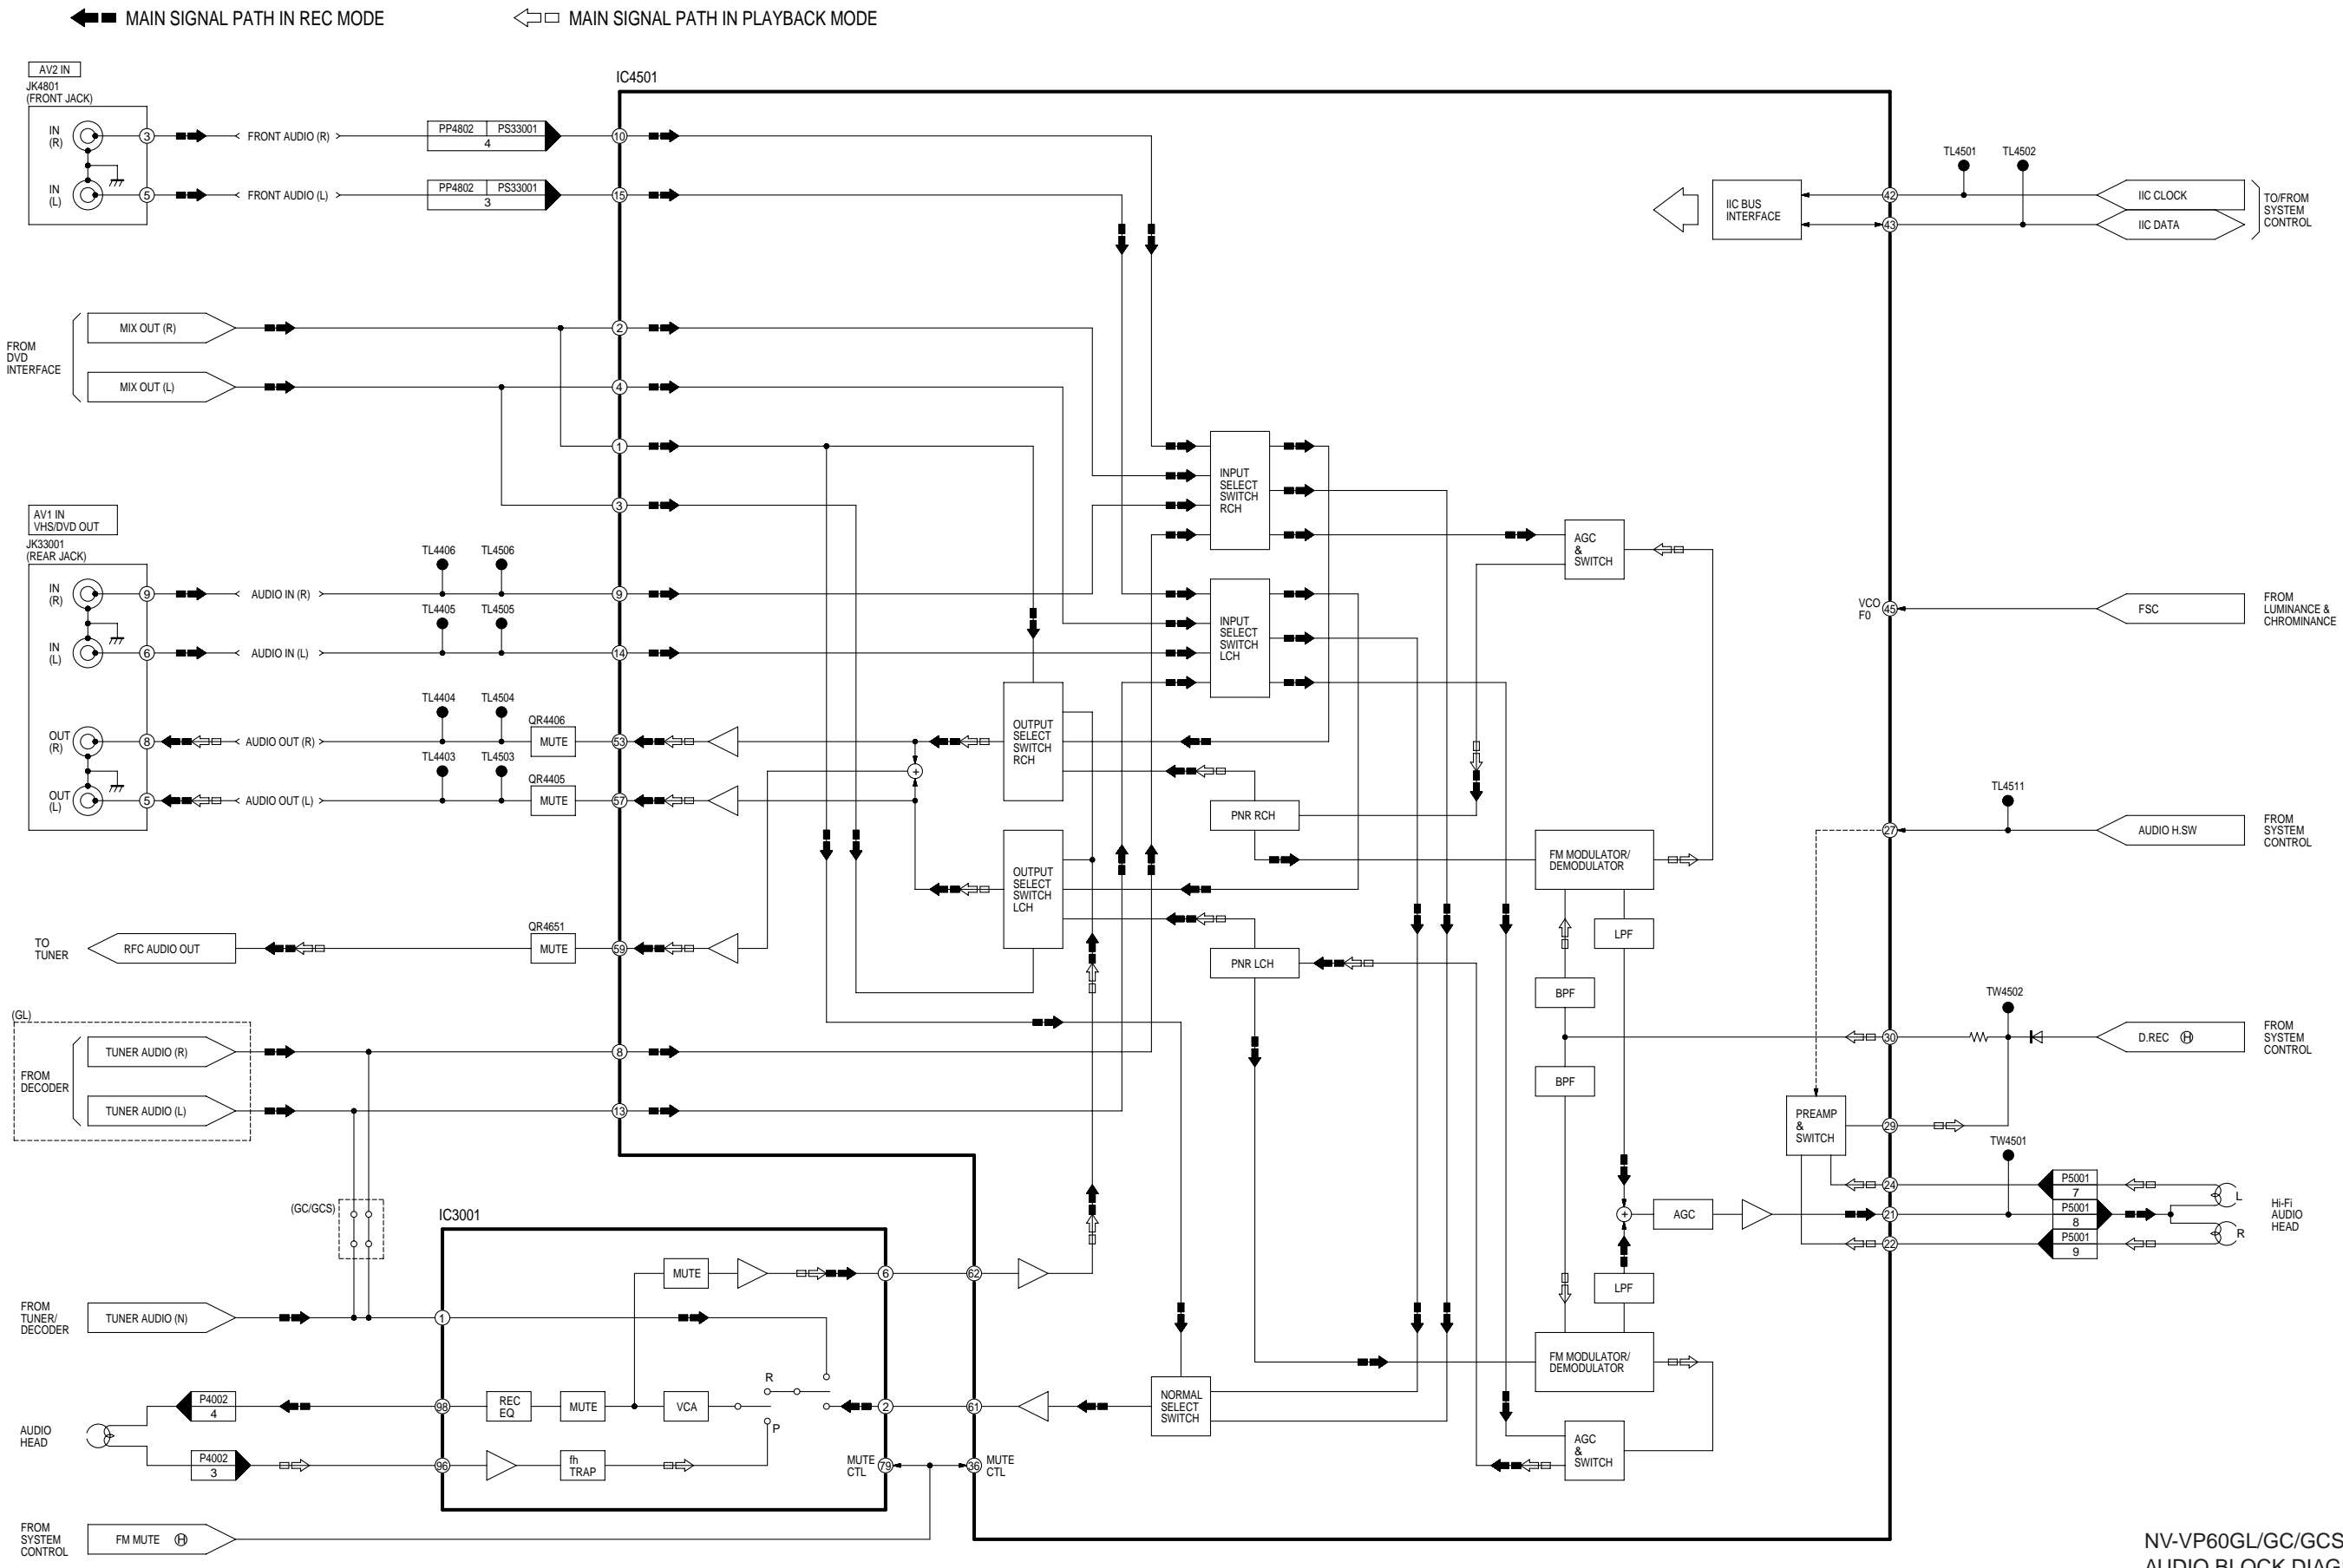 MAIN SIGNAL PATH IN REC MODE
MAIN SIGNAL PATH IN PLAYBACK MODE
AV2 IN
JK4801
(FRONT JACK)
IN
(R)
3
FRONT AUDIO (R)
PP4802
PS33001
4
10
IN
(L)
5
FRONT AUDIO (L)
PP4802
PS33001
3
15
IC4501
TL4501
TL4502
IIC BUS
INTERFACE
42
43
IIC CLOCK
IIC DATA
TO/FROM
SYSTEM
CONTROL
FROM
DVD
INTERFACE
MIX OUT (R)
2
MIX OUT (L)
4
1
3
INPUT
SELECT
SWITCH
RCH
INPUT
SELECT
SWITCH
LCH
AGC
&
SWITCH
AV1 IN
VHS/DVD OUT
JK33001
(REAR JACK)
IN
(R)
9
AUDIO IN (R)
TL4406
TL4506
9
IN
(L)
6
AUDIO IN (L)
TL4405
TL4505
14
VCO
F0
45
FSC
FROM
LUMINANCE &
CHROMINANCE
OUT
(R)
8
AUDIO OUT (R)
TL4404
TL4504
QR4406
MUTE
53
OUT
(L)
5
AUDIO OUT (L)
TL4403
TL4503
QR4405
MUTE
57
+
OUTPUT
SELECT
SWITCH
RCH
PNR RCH
OUTPUT
SELECT
SWITCH
LCH
PNR LCH
FM MODULATOR/
DEMODULATOR
LPF
BPF
BPF
TL4511
27
AUDIO H.SW
FROM
SYSTEM
CONTROL
TO
TUNER
RFC AUDIO OUT
QR4651
MUTE
59
TW4502
30
D.REC H
FROM
SYSTEM
CONTROL
(GL)
FROM
DECODER
TUNER AUDIO (R)
8
TUNER AUDIO (L)
13
PREAMP
&
SWITCH
29
TW4501
24
P5001
7
21
P5001
8
22
P5001
9
L
R
Hi-Fi
AUDIO
HEAD
+
AGC
LPF
FM MODULATOR/
DEMODULATOR
AGC
&
SWITCH
(GC/GCS)
IC3001
MUTE
6
62
FROM
TUNER/
DECODER
TUNER AUDIO (N)
1
R
P
AUDIO
HEAD
P4002
4
98
REC
EQ
MUTE
VCA
2
61
NORMAL
SELECT
SWITCH
P4002
3
96
fh
TRAP
MUTE
CTL
79
36
MUTE
CTL
FROM
SYSTEM
CONTROL
FM MUTE H
NV-VP60GL/GC/GCS